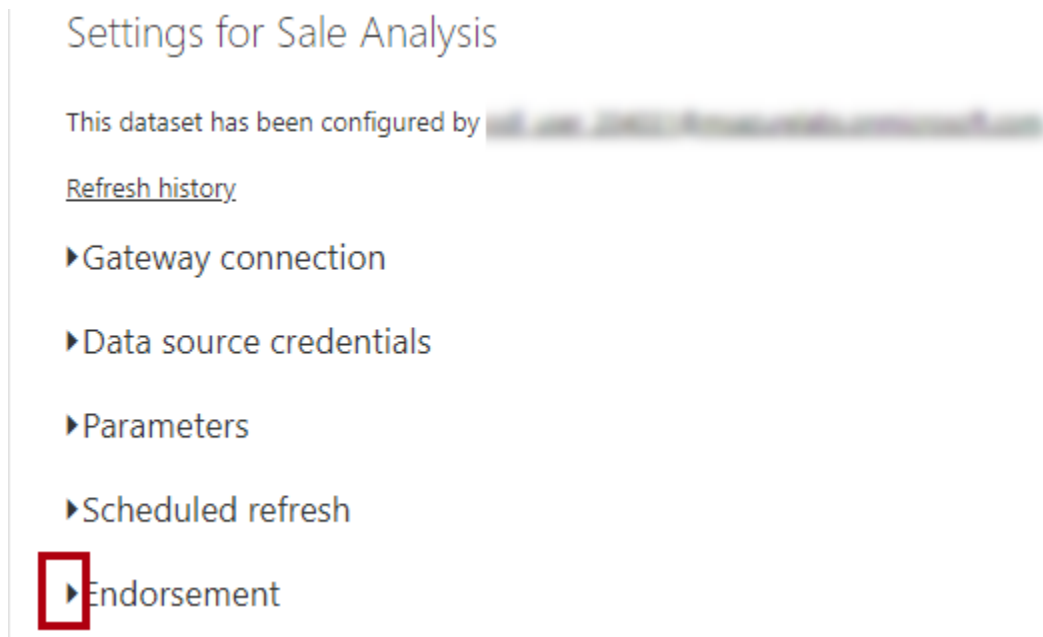 Settings for Sale Analysis
This dataset has been configured by
Refresh history
Gateway connection
Data source credentials
Parameters
Scheduled refresh
Endorsement